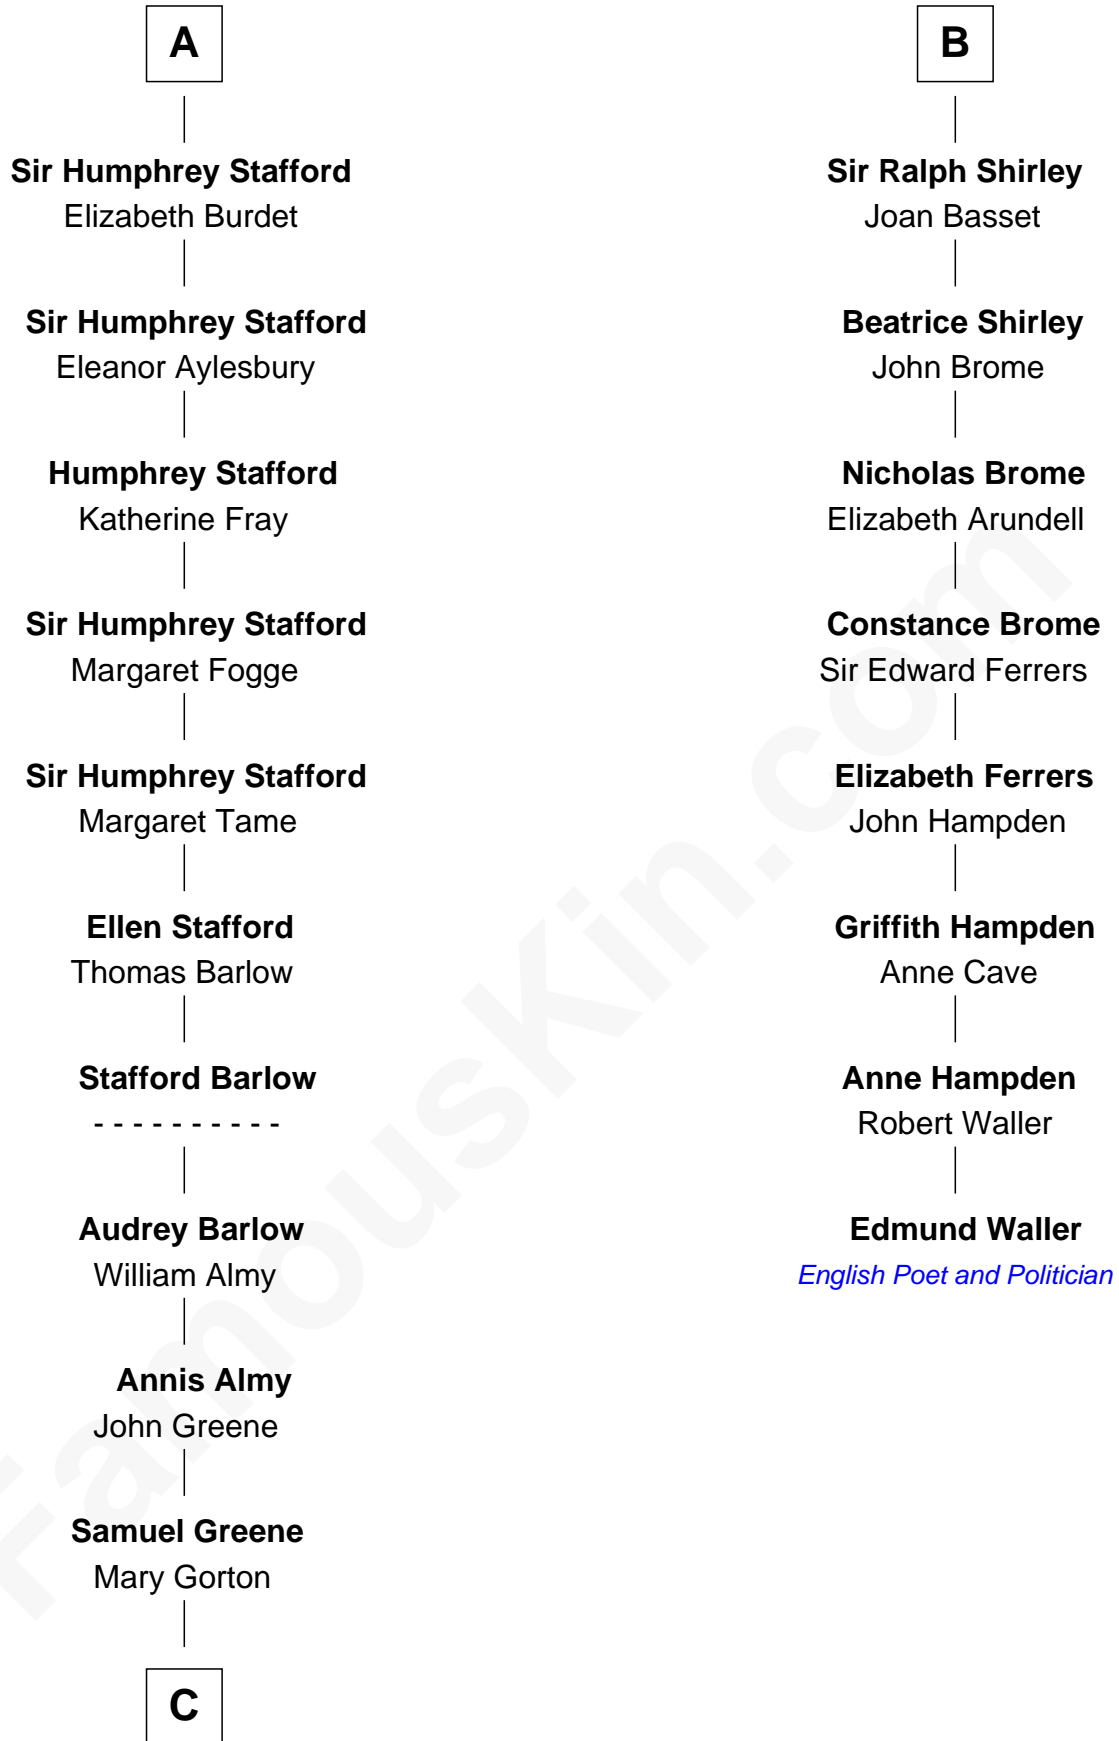 A
Sir Humphrey Stafford
Elizabeth Burdet
Sir Humphrey Stafford
Eleanor Aylesbury
Humphrey Stafford
Katherine Fray
Sir Humphrey Stafford
Margaret Fogge
Sir Humphrey Stafford
Margaret Tame
Ellen Stafford
Thomas Barlow
Stafford Barlow
- - - - - - - - - -
Audrey Barlow
William Almy
Annis Almy
John Greene
Samuel Greene
Mary Gorton
C
B
Sir Ralph Shirley
Joan Basset
Beatrice Shirley
John Brome
Nicholas Brome
Elizabeth Arundell
Constance Brome
Sir Edward Ferrers
Elizabeth Ferrers
John Hampden
Griffith Hampden
Anne Cave
Anne Hampden
Robert Waller
Edmund Waller
English Poet and Politician
FamousKin.com